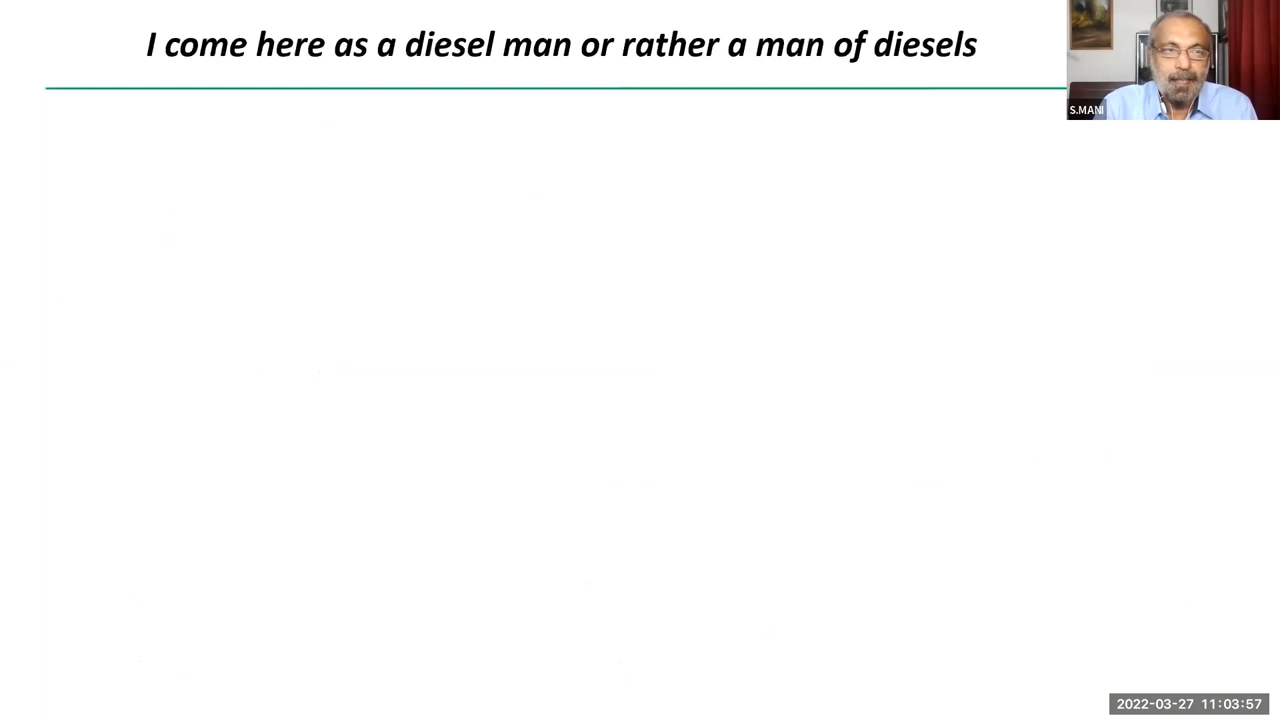 I come here as a diesel man or rather a man of diesels
S.MANI
2022-03-27 11:03:57